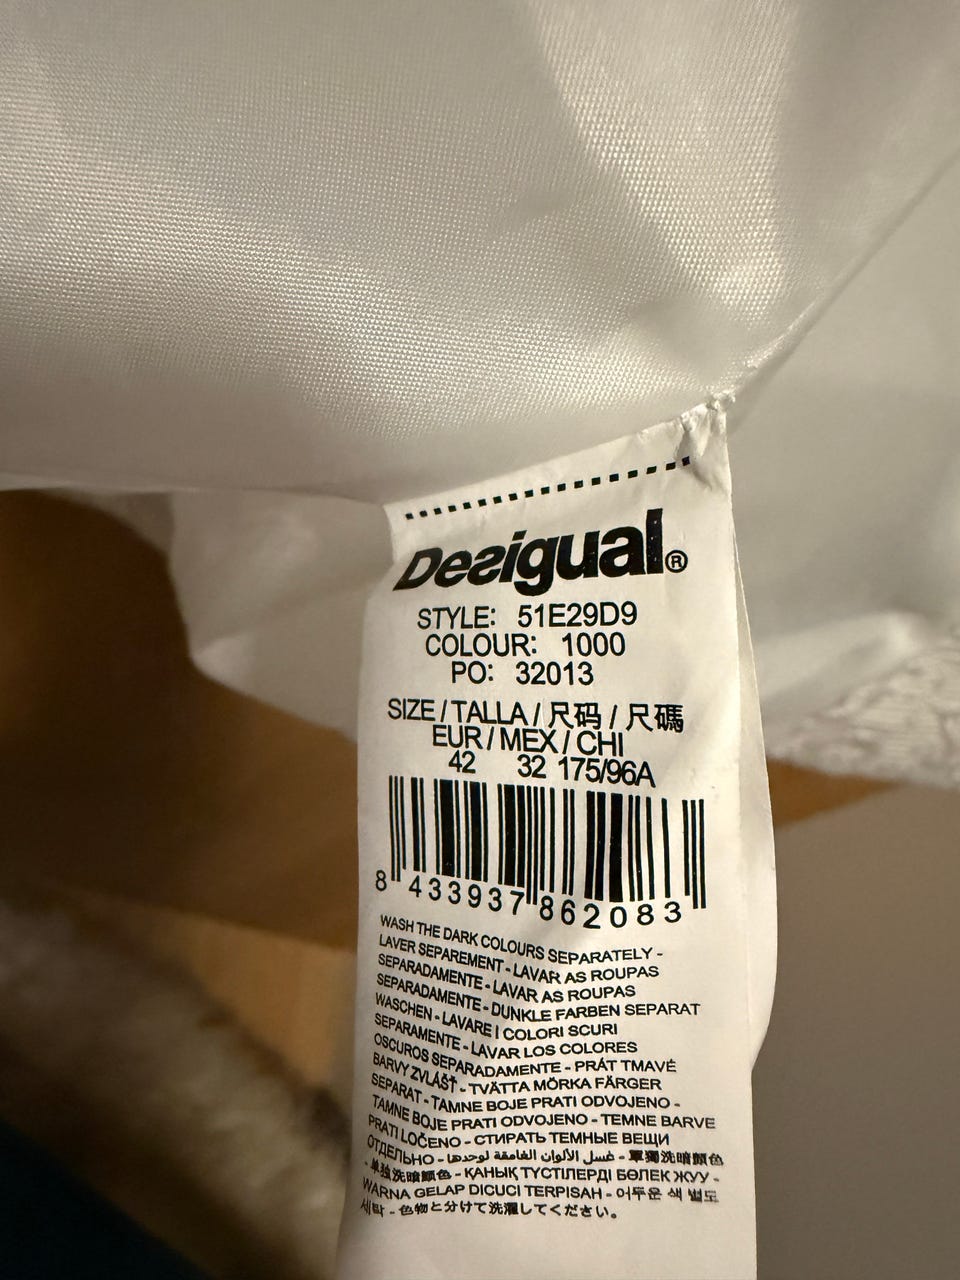 Desigual®
STYLE: 51E29D9
COLOUR: 1000
PO: 32013
SIZE / TALLA / 尺码 / 尺碼
EUR / MEX / CHI
42 32 175/96A
8 433937 862083
WASH THE DARK COLOURS SEPARATELY -
LAVER SEPAREMENT - LAVAR AS ROUPAS
SEPARADAMENTE - LAVAR AS ROUPAS
SEPARADAMENTE - DUNKLE FARBEN SEPARAT
WASCHEN - LAVARE I COLORI SCURI
SEPARAMENTE - LAVAR LOS COLORES
OSCUROS SEPARADAMENTE - PRÁT TMAVÉ
BARVY ZVLÁŠŤ - TVÄTTA MÖRKA FÄRGER
SEPARAT - TAMNE BOJE PRATI ODVOJENO -
TAMNE BOJE PRATI ODVOJENO - TEMNE BARVE
PRATI LOČENO - СТИРАТЬ ТЕМНЫЕ ВЕЩИ
ОТДЕЛЬНО - غسل الألوان الغامقة لوحدها - 單獨洗暗顏色
- 单独洗暗颜色 - ҚАНЫҚ ТҮСТІЛЕРДІ БӨЛЕК ЖУУ -
WARNA GELAP DICUCI TERPISAH - 어두운 색 별도
세탁 - 色物と分けて洗濯してください。